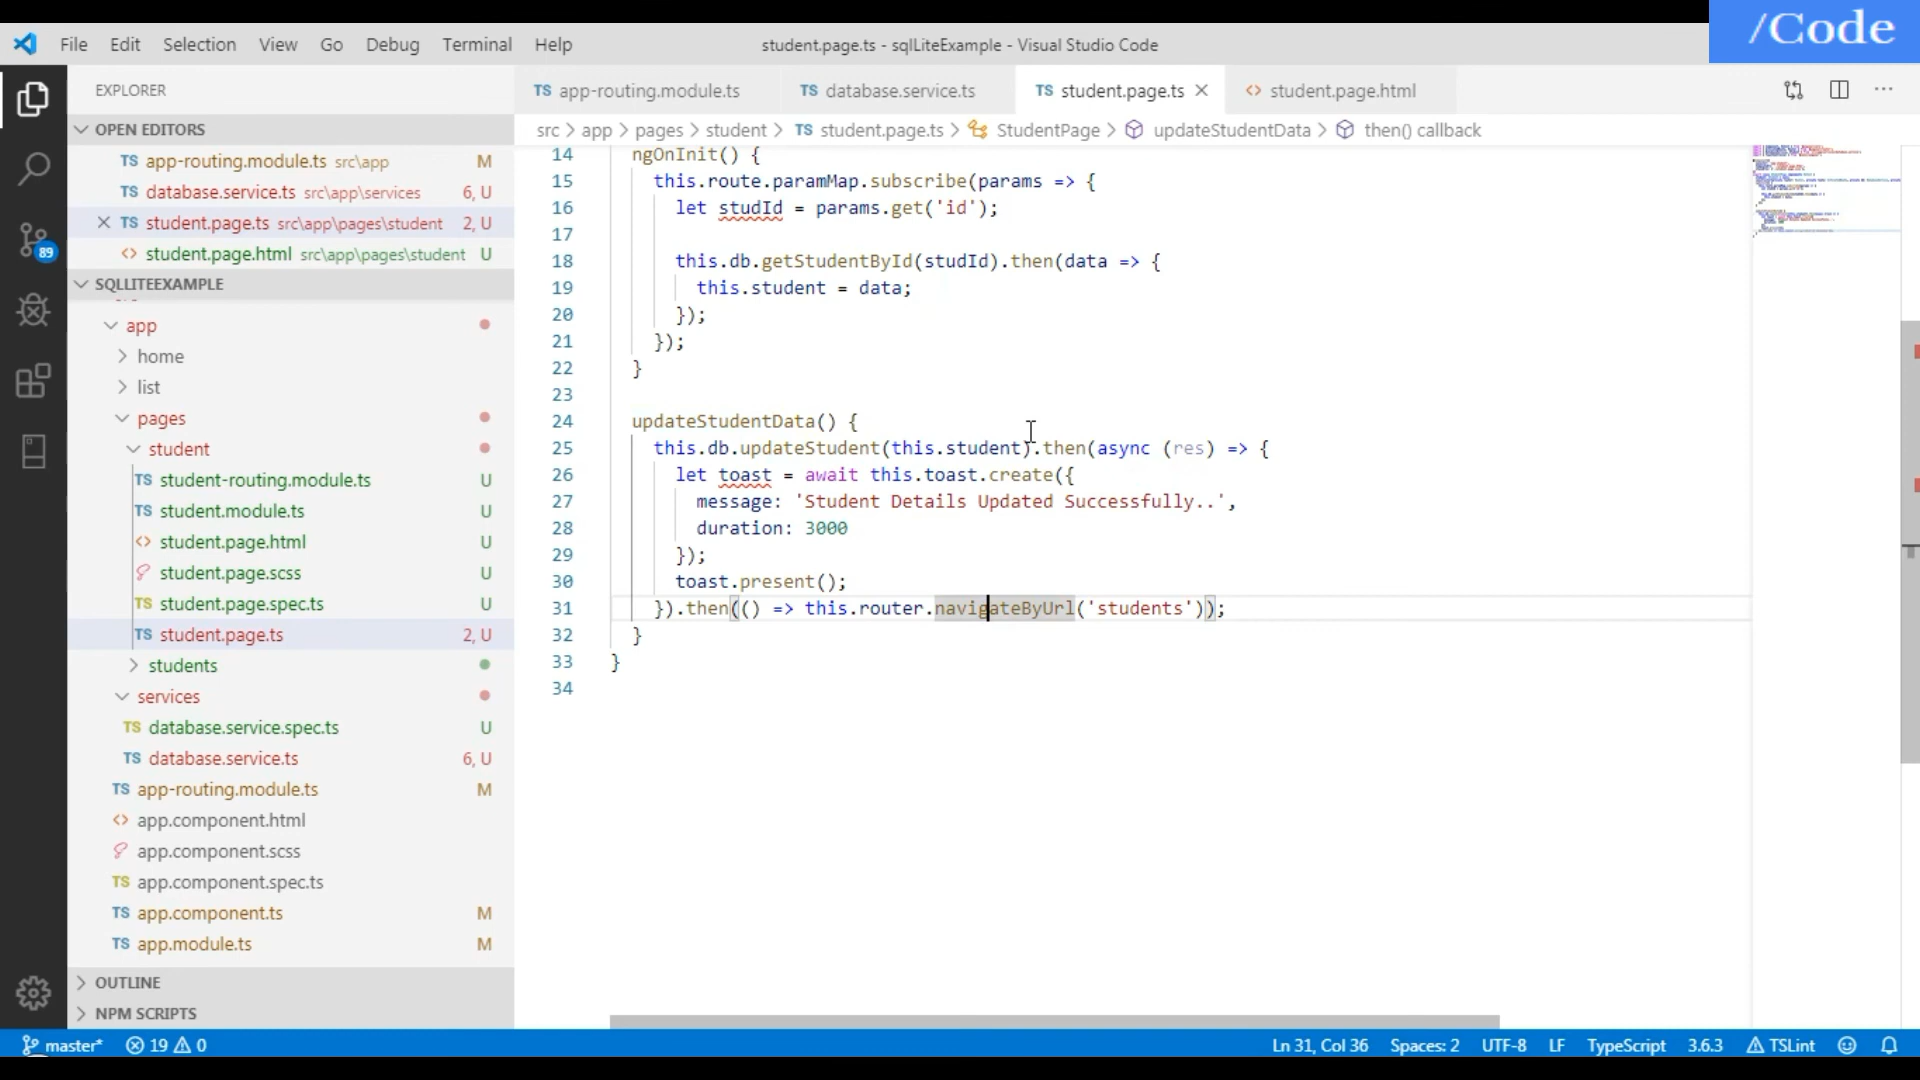 /Code
File Edit Selection View Go Debug Terminal Help
student.page.ts - sqlLiteExample - Visual Studio Code
EXPLORER
OPEN EDITORS
TS app-routing.module.ts src\app M
TS database.service.ts src\app\services 6, U
TS student.page.ts src\app\pages\student 2, U
<> student.page.html src\app\pages\student U
SQLLITEEXAMPLE
app
home
list
pages
student
TS student-routing.module.ts U
TS student.module.ts U
<> student.page.html U
student.page.scss U
TS student.page.spec.ts U
TS student.page.ts 2, U
students
services
TS database.service.spec.ts U
TS database.service.ts 6, U
TS app-routing.module.ts M
<> app.component.html
app.component.scss
TS app.component.spec.ts
TS app.component.ts M
TS app.module.ts M
OUTLINE
NPM SCRIPTS
89
TS app-routing.module.ts TS database.service.ts TS student.page.ts <> student.page.html
src > app > pages > student > TS student.page.ts > StudentPage > updateStudentData > then() callback
14 ngOnInit() {
15 this.route.paramMap.subscribe(params => {
16 let studId = params.get('id');
17
18 this.db.getStudentById(studId).then(data => {
19 this.student = data;
20 });
21 });
22 }
23
24 updateStudentData() {
25 this.db.updateStudent(this.student).then(async (res) => {
26 let toast = await this.toast.create({
27 message: 'Student Details Updated Successfully..',
28 duration: 3000
29 });
30 toast.present();
31 }).then(() => this.router.navigateByUrl('students'));
32 }
33 }
34
master* 19 0
Ln 31, Col 36 Spaces: 2 UTF-8 LF TypeScript 3.6.3 TSLint